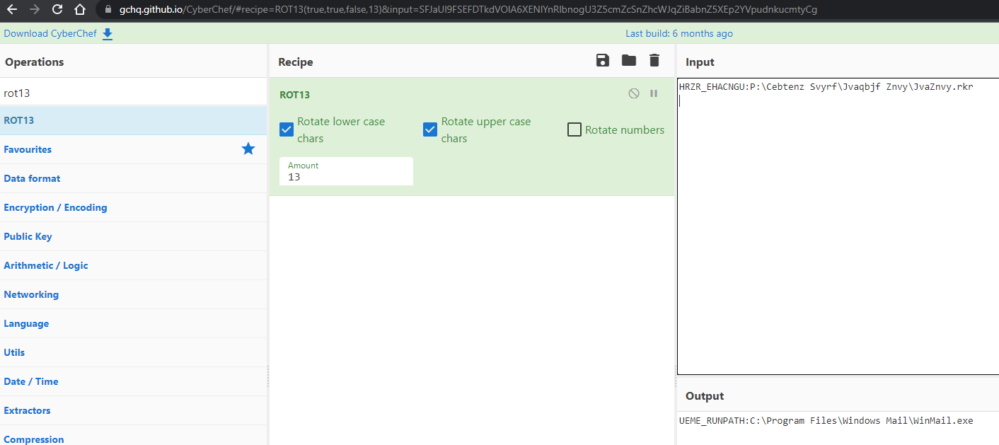 gchq.github.io/CyberChef/#recipe=ROT13(true,true,false,13)&input=SFJaUl9FSEFDTkdVOlA6XENlYnRlbnogU3Z5cmZcSnZhcWJqZiBabnZ5XEp2YVpudnkucmtyCg
Download CyberChef
Last build: 6 months ago
Operations
Recipe
Input
rot13
ROT13
Favourites
Data format
Encryption / Encoding
Public Key
Arithmetic / Logic
Networking
Language
Utils
Date / Time
Extractors
Compression
ROT13
Rotate lower case
chars
Rotate upper case
chars
Rotate numbers
Amount
13
HRZR_EHACNGU:P:\Cebtenz Svyrf\Jvaqbjf Znvy\JvaZnvy.rkr
Output
UEME_RUNPATH:C:\Program Files\Windows Mail\WinMail.exe